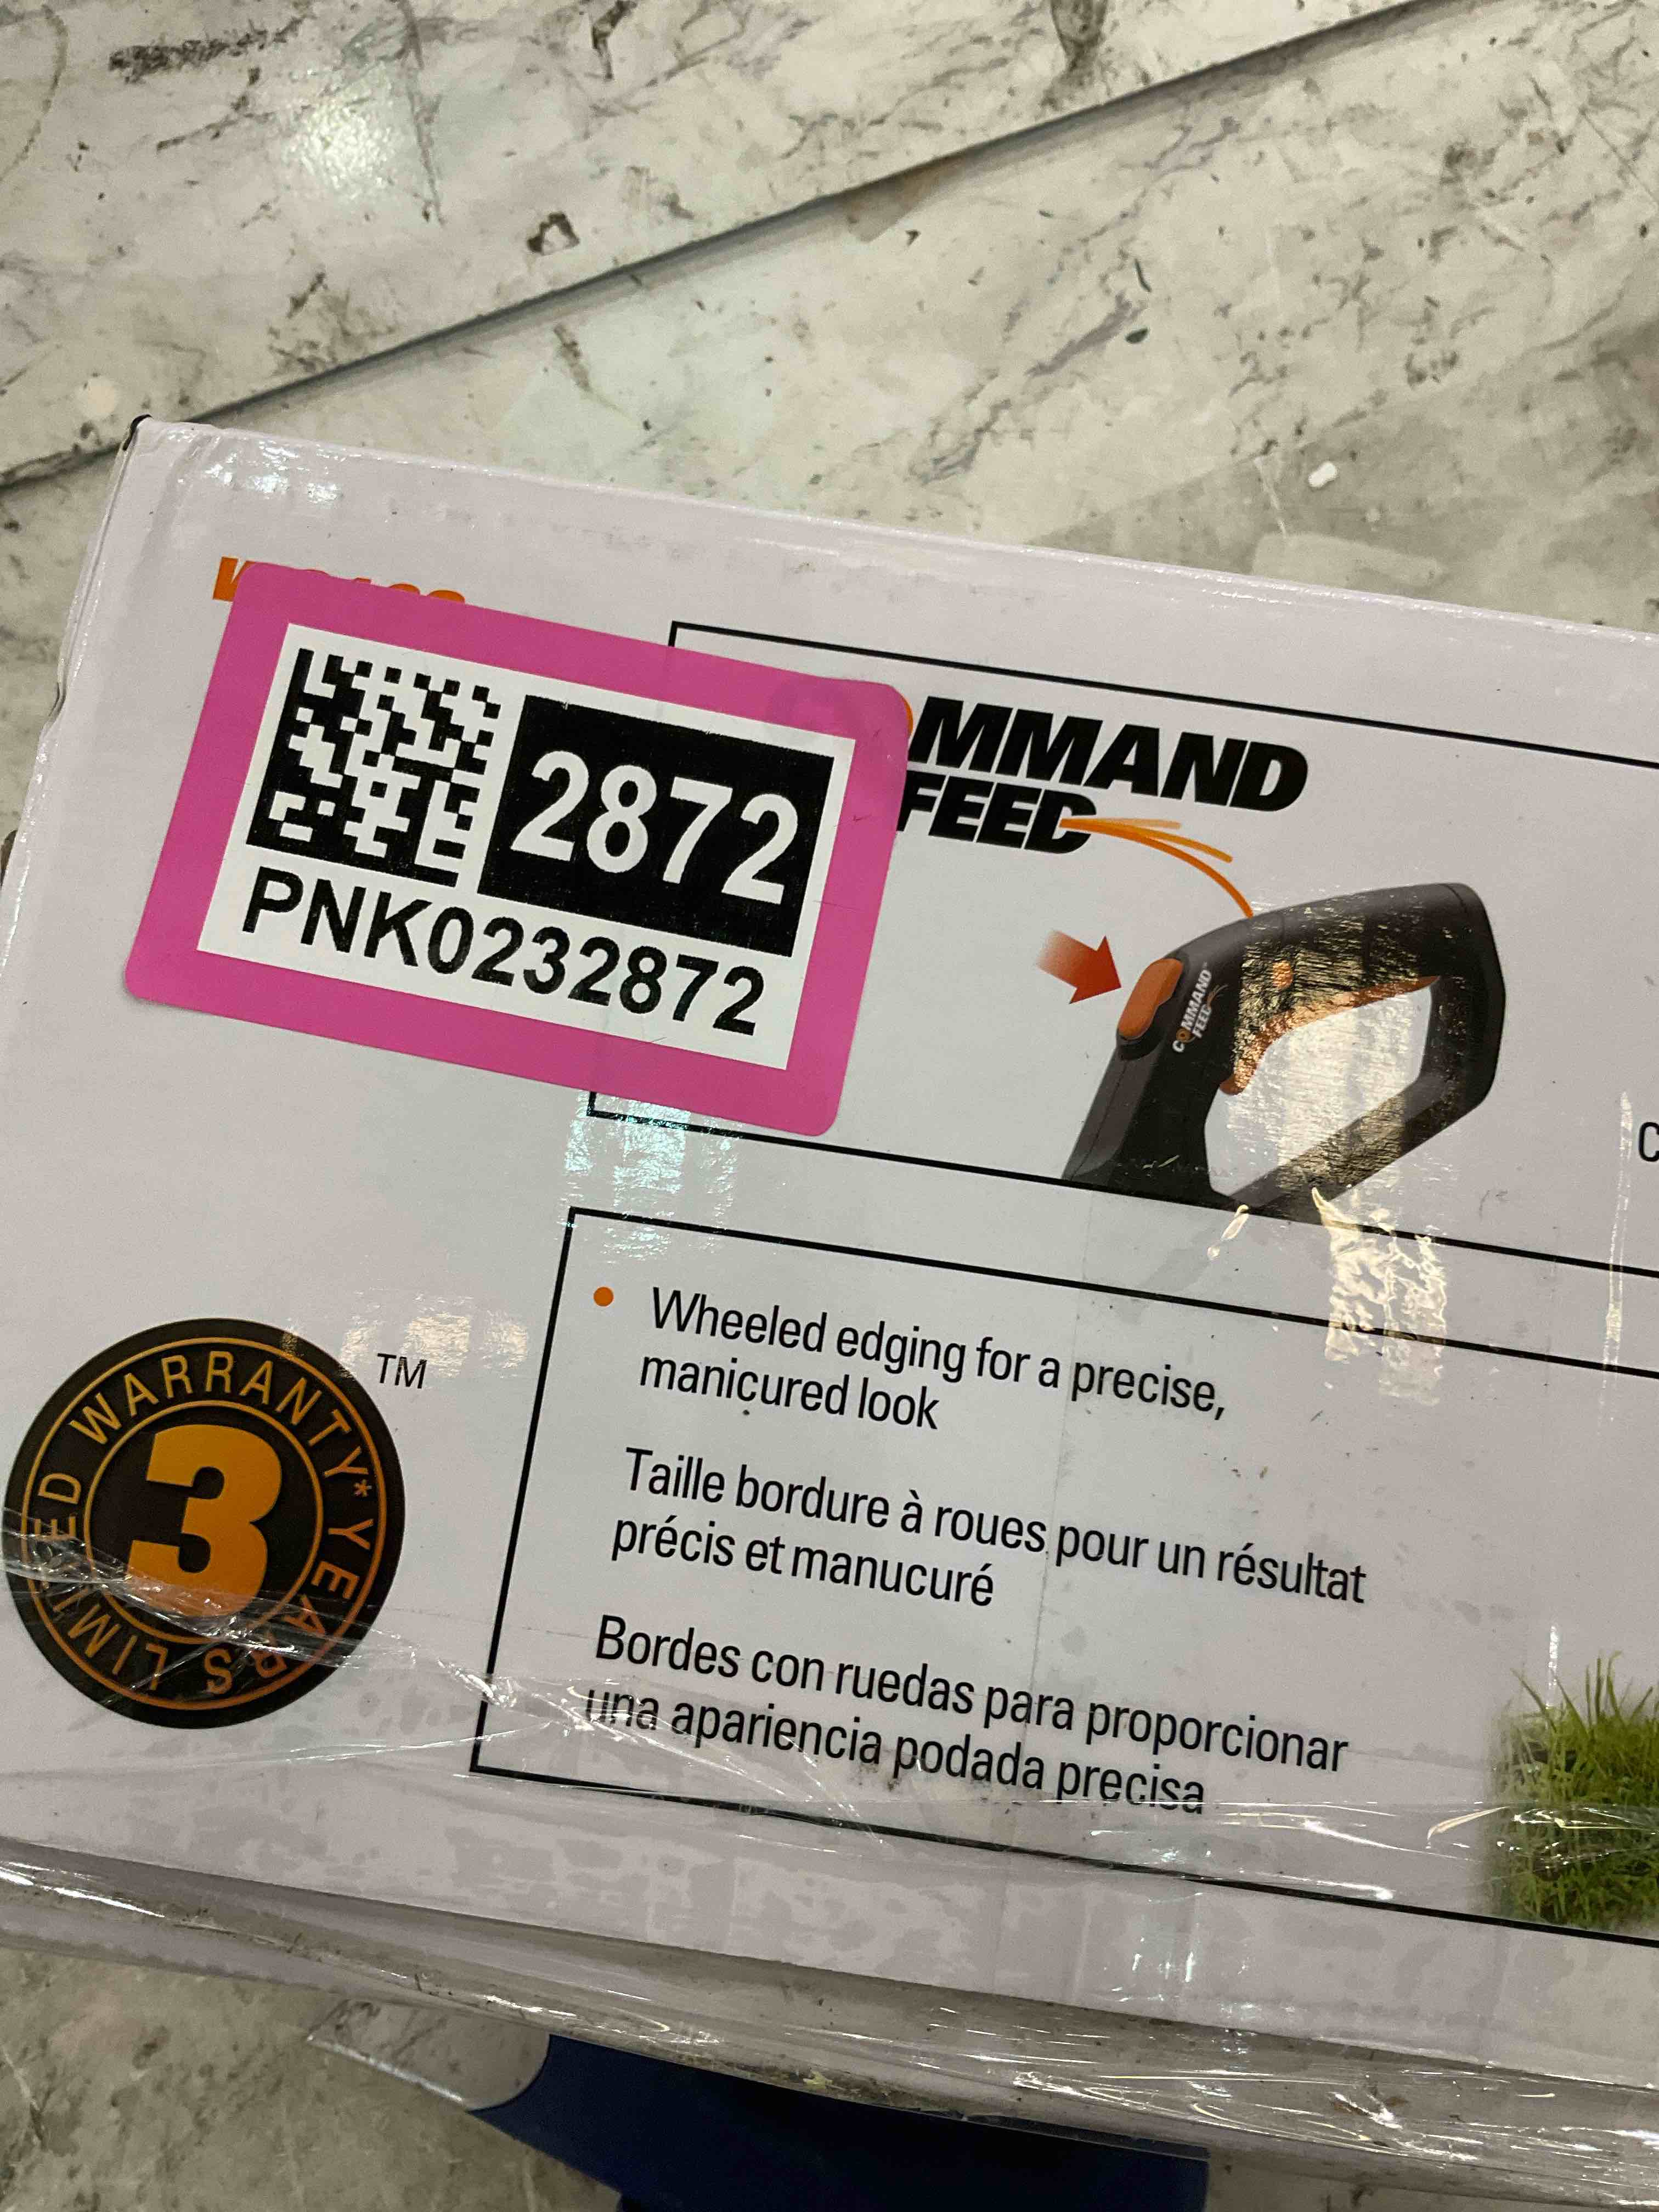 2872
PNK0232872
MMAND
FEED
COMMAND
FEED
TM
LIMITED WARRANTY* YEARS
3
• Wheeled edging for a precise,
manicured look
Taille bordure à roues pour un résultat
précis et manucuré
Bordes con ruedas para proporcionar
una apariencia podada precisa